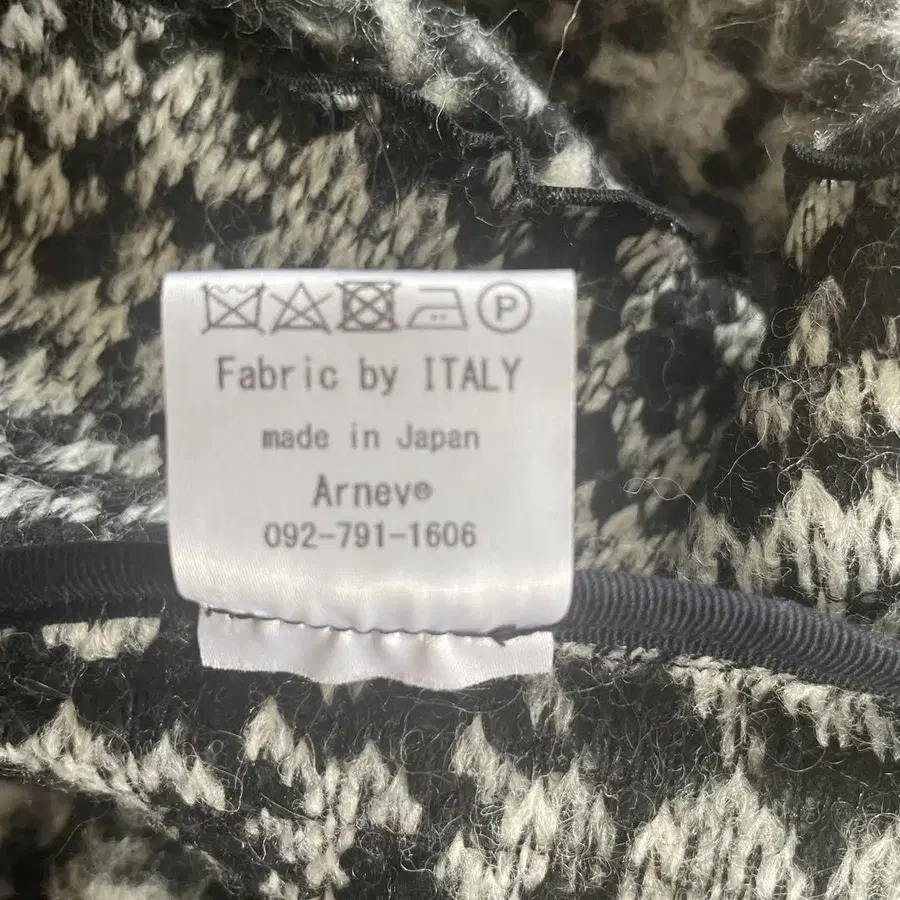 P
Fabric by ITALY
made in Japan
Arnev®
092-791-1606